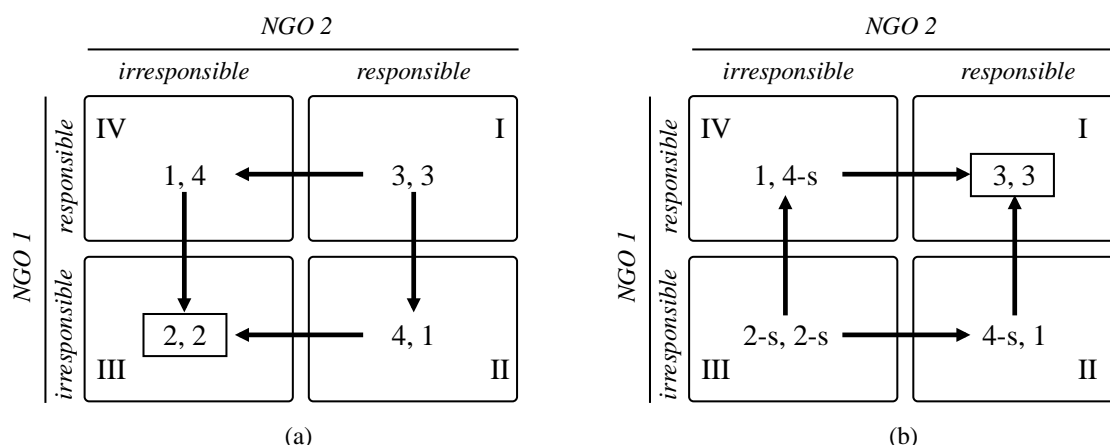 NGO 2
irresponsible responsible
NGO 1
responsible
irresponsible
IV
I
1, 4
3, 3
2, 2
4, 1
III
II
(a)
NGO 2
irresponsible responsible
NGO 1
responsible
irresponsible
IV
I
1, 4-s
3, 3
2-s, 2-s
4-s, 1
III
II
(b)